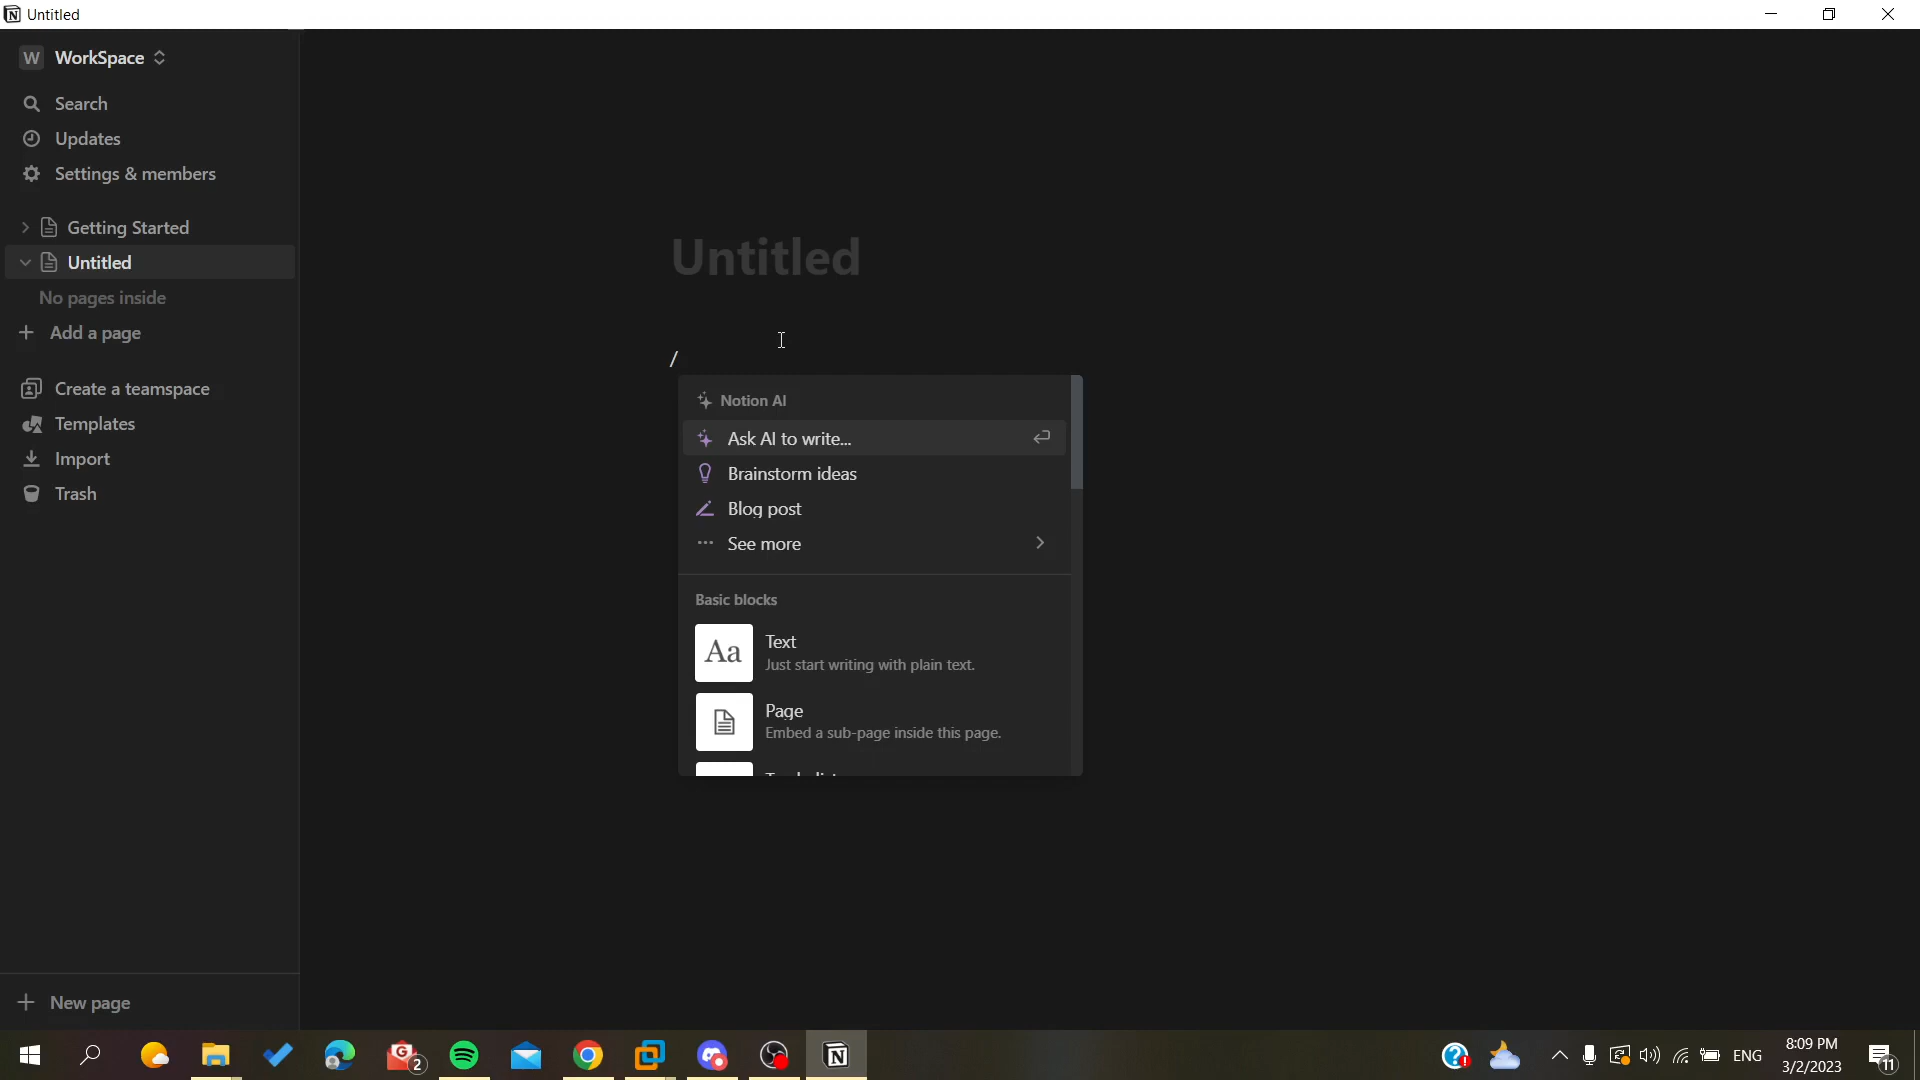 Untitled
W WorkSpace
Search
Updates
Settings & members
Getting Started
Untitled
No pages inside
Add a page
Create a teamspace
Templates
Import
Trash
New page
Untitled
/
Notion AI
Ask AI to write...
Brainstorm ideas
Blog post
See more
Basic blocks
Aa Text
Just start writing with plain text.
Page
Embed a sub-page inside this page.
2
ENG
8:09 PM
3/2/2023
11